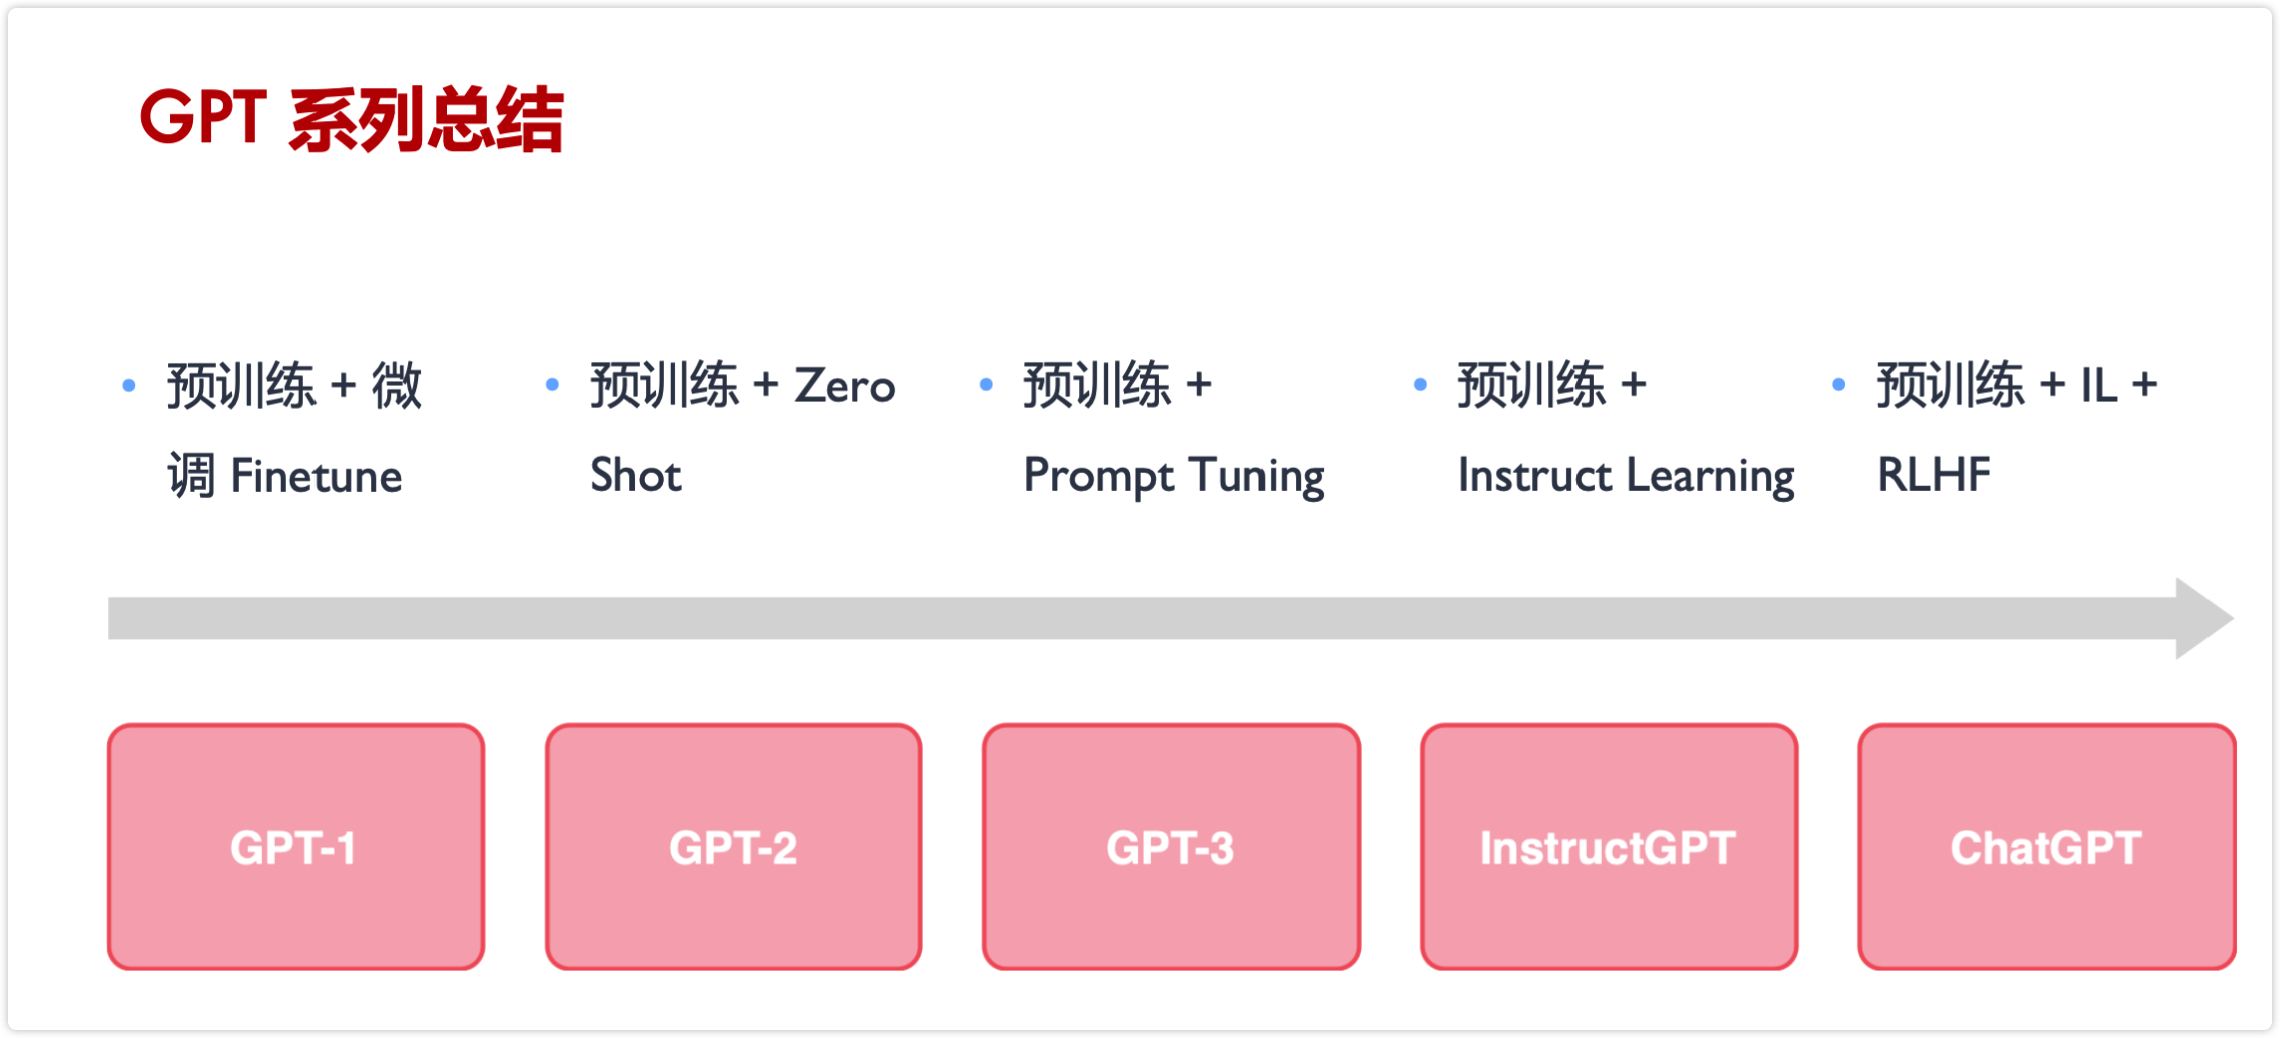 GPT 系列总结
• 预训练 + 微
调 Finetune
• 预训练 + Zero
Shot
• 预训练 +
Prompt Tuning
• 预训练 +
Instruct Learning
• 预训练 + IL +
RLHF
GPT-1
GPT-2
GPT-3
InstructGPT
ChatGPT